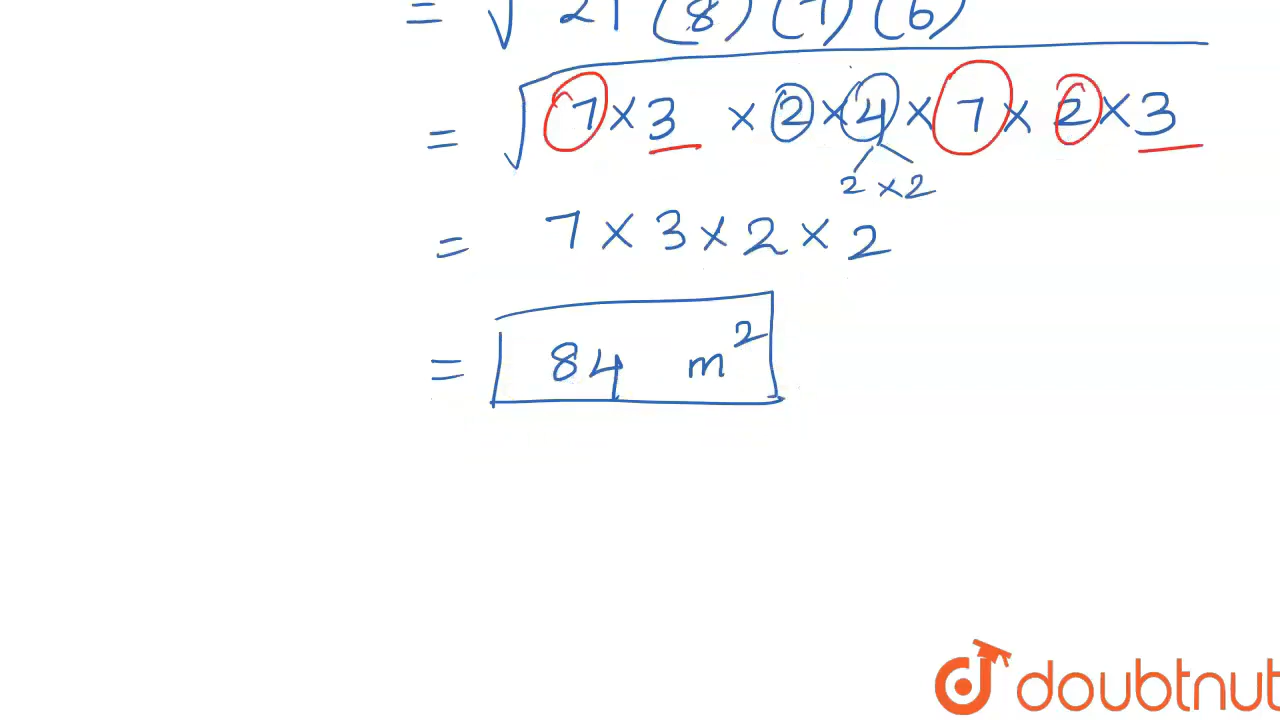 = √21 (8) (7) (6)
= √7 × 3 × 2 × 4 × 7 × 2 × 3
2 × 2
= 7 × 3 × 2 × 2
= 84 m²
doubtnut